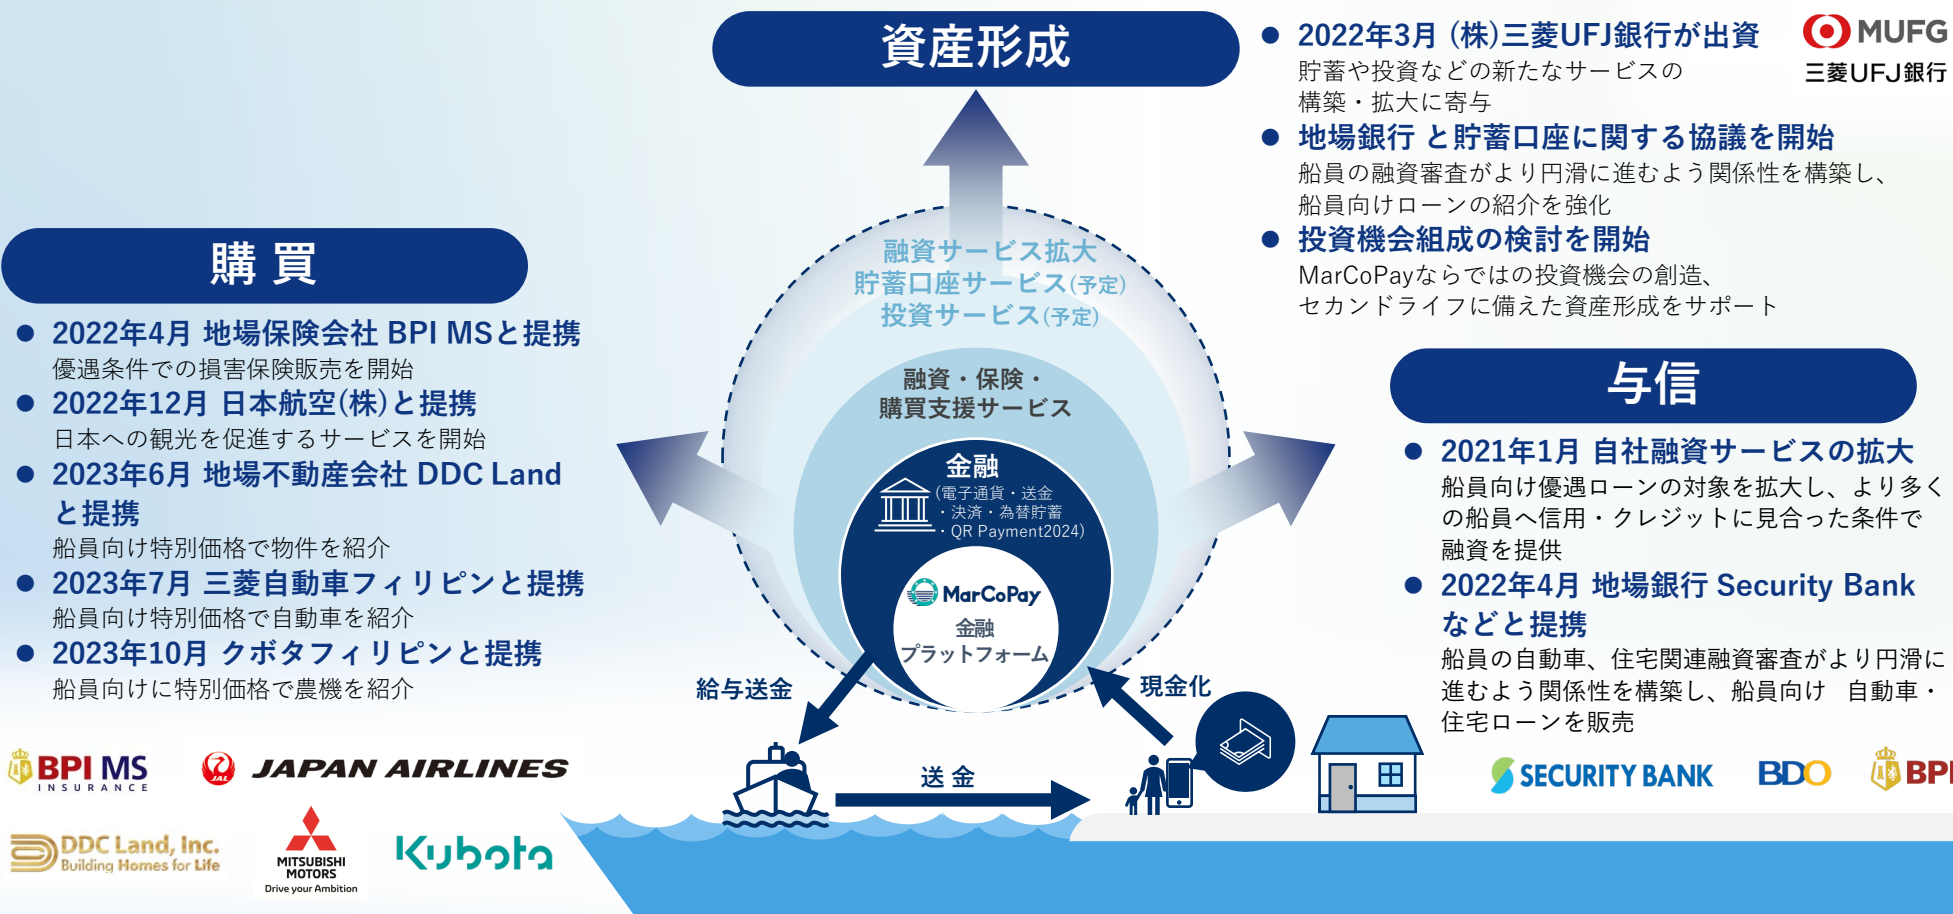 資産形成
● 2022年3月 (株)三菱UFJ銀行が出資
貯蓄や投資などの新たなサービスの
構築・拡大に寄与
● 地場銀行 と貯蓄口座に関する協議を開始
船員の融資審査がより円滑に進むよう関係性を構築し、
船員向けローンの紹介を強化
● 投資機会組成の検討を開始
MarCoPayならではの投資機会の創造、
セカンドライフに備えた資産形成をサポート
MUFG
三菱UFJ銀行
購 買
● 2022年4月 地場保険会社 BPI MSと提携
優遇条件での損害保険販売を開始
● 2022年12月 日本航空(株)と提携
日本への観光を促進するサービスを開始
● 2023年6月 地場不動産会社 DDC Land
と提携
船員向け特別価格で物件を紹介
● 2023年7月 三菱自動車フィリピンと提携
船員向け特別価格で自動車を紹介
● 2023年10月 クボタフィリピンと提携
船員向けに特別価格で農機を紹介
BPI MS
INSURANCE
JAL
JAPAN AIRLINES
DDC Land, Inc.
Building Homes for Life
MITSUBISHI
MOTORS
Drive your Ambition
Kubota
融資サービス拡大
貯蓄口座サービス(予定)
投資サービス(予定)
融資・保険・
購買支援サービス
金融
(電子通貨・送金
・決済・為替貯蓄
・QR Payment2024)
MarCoPay
金融
プラットフォーム
給与送金
現金化
送 金
与信
● 2021年1月 自社融資サービスの拡大
船員向け優遇ローンの対象を拡大し、より多く
の船員へ信用・クレジットに見合った条件で
融資を提供
● 2022年4月 地場銀行 Security Bank
などと提携
船員の自動車、住宅関連融資審査がより円滑に
進むよう関係性を構築し、船員向け 自動車・
住宅ローンを販売
SECURITY BANK
BDO
BPI